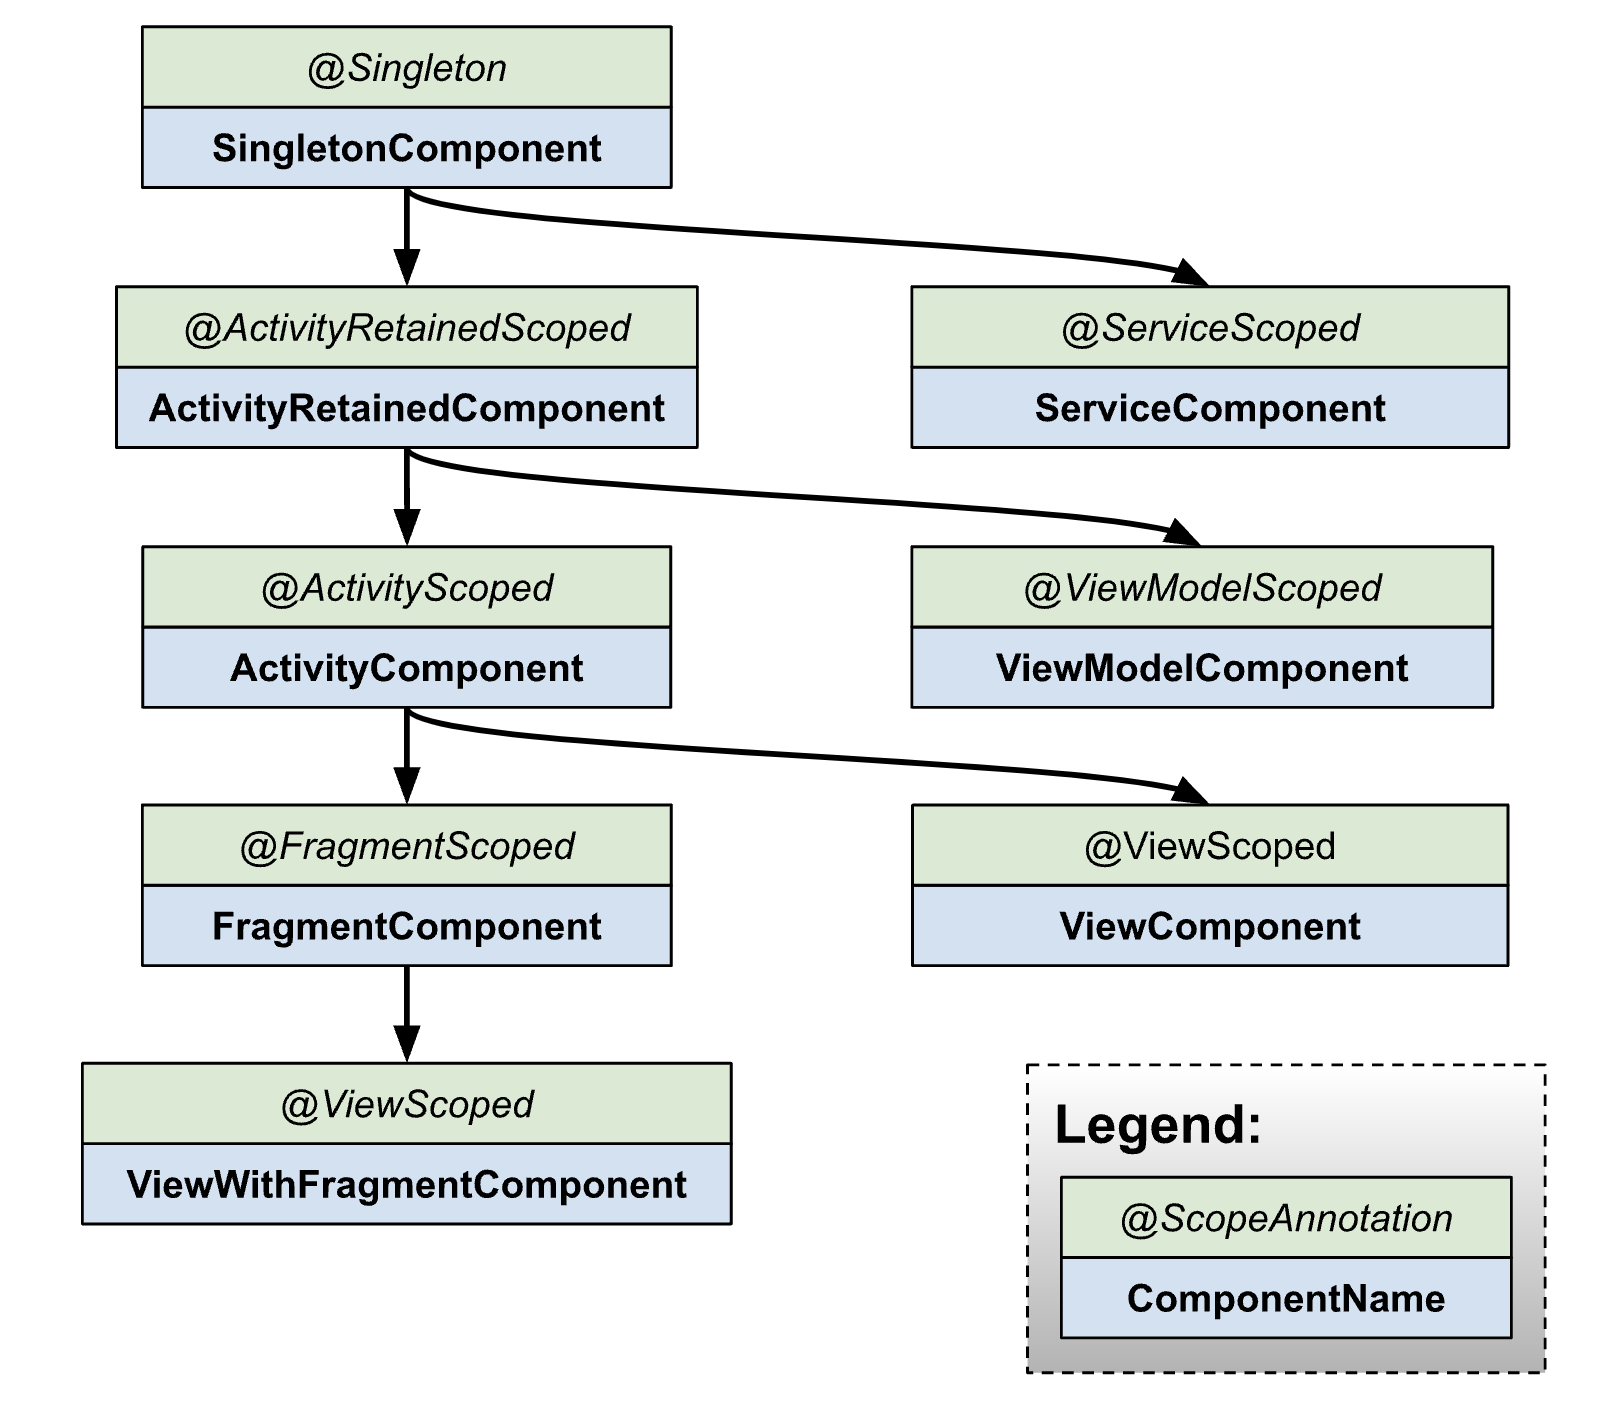 @Singleton
SingletonComponent
@ActivityRetainedScoped
ActivityRetainedComponent
@ServiceScoped
ServiceComponent
@ActivityScoped
ActivityComponent
@ViewModelScoped
ViewModelComponent
@FragmentScoped
FragmentComponent
@ViewScoped
ViewComponent
@ViewScoped
ViewWithFragmentComponent
Legend:
@ScopeAnnotation
ComponentName